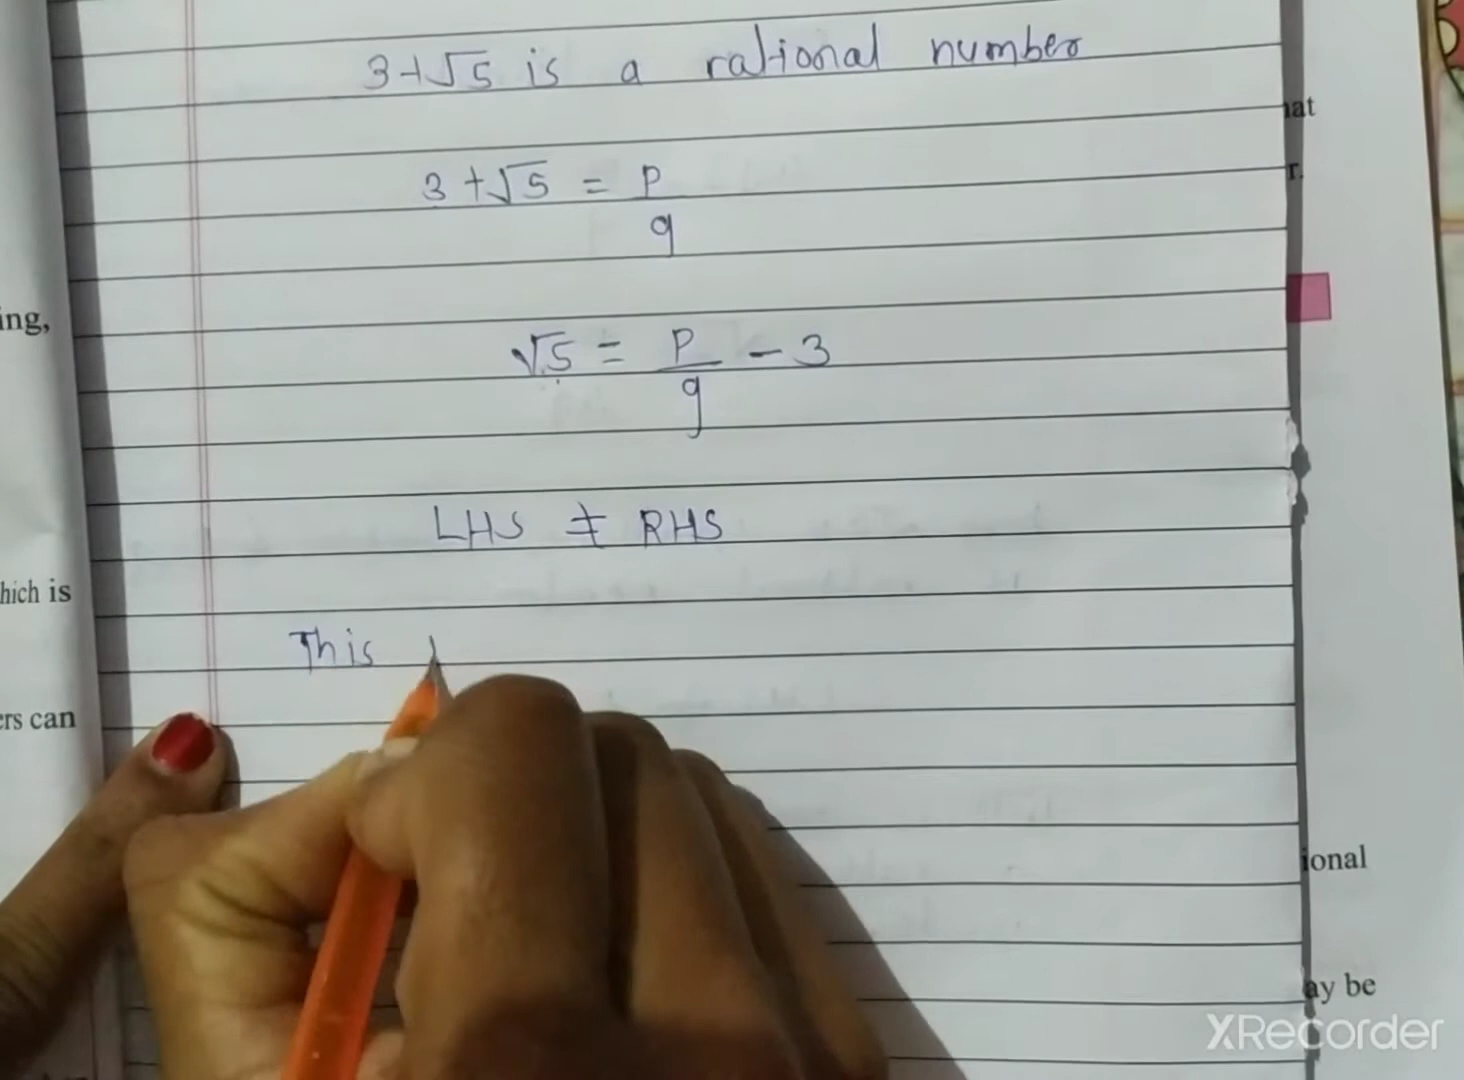 3+√5 is a rational number
3+√5 = p/q
√5 = p/q - 3
LHS ≠ RHS
This
ing,
hich is
ers can
hat
r.
ional
ay be
XRecorder